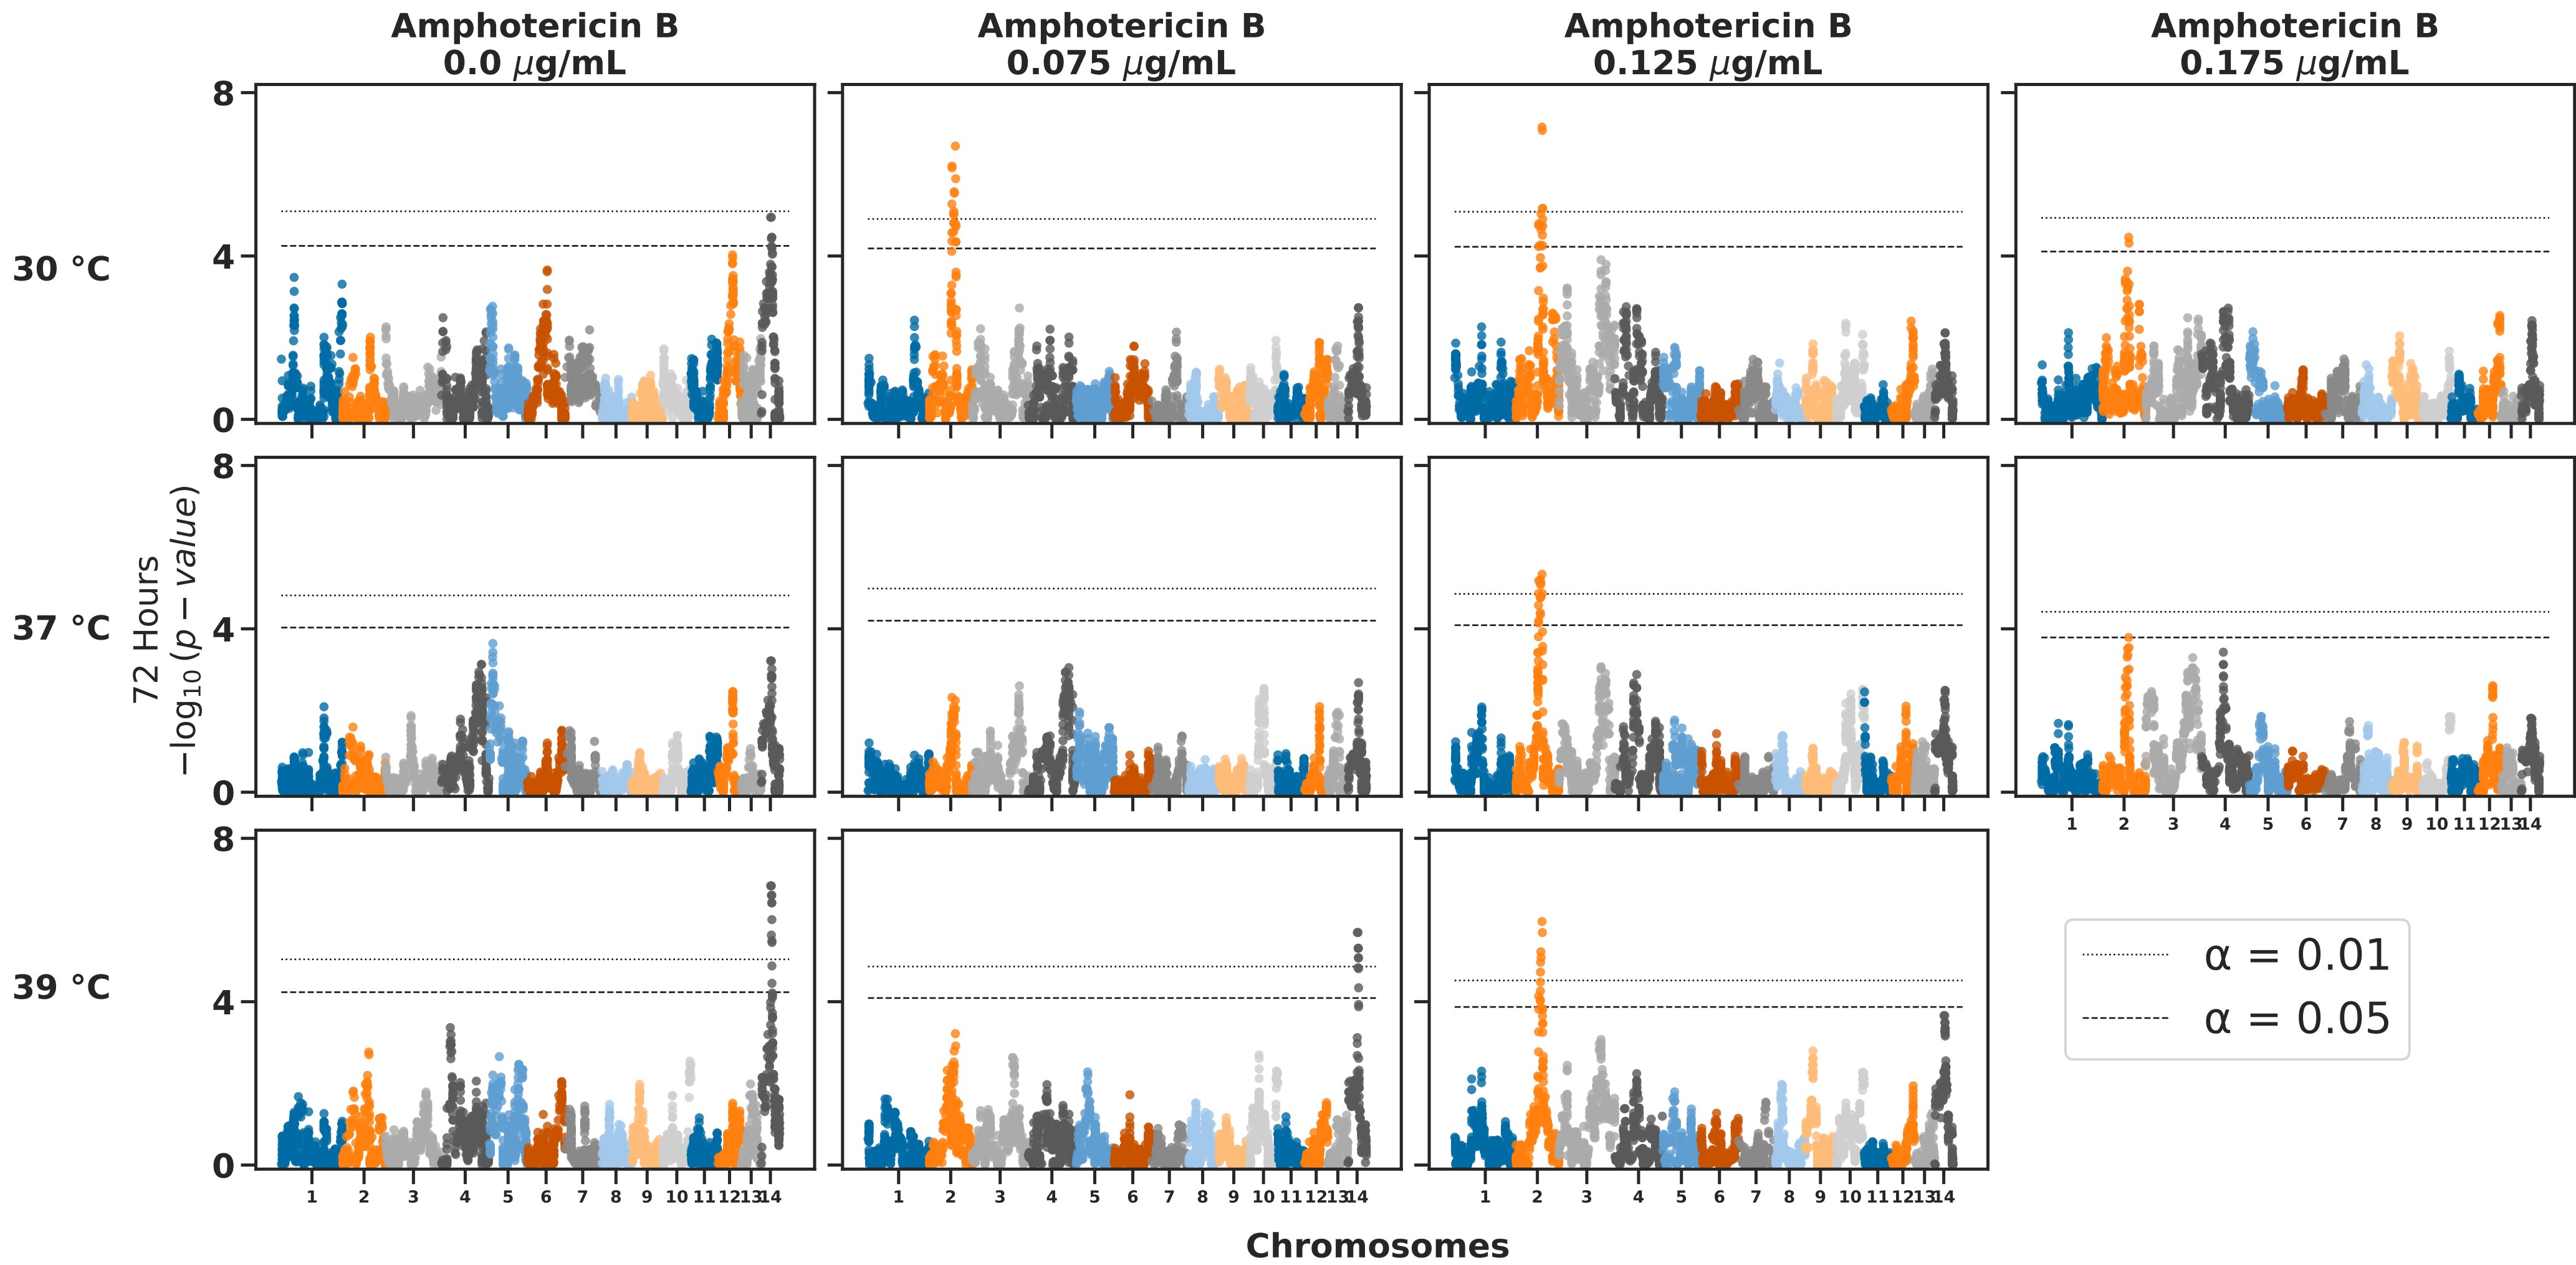 Amphotericin B
0.0 μg/mL
Amphotericin B
0.075 μg/mL
Amphotericin B
0.125 μg/mL
Amphotericin B
0.175 μg/mL
30 °C
8
4
0
37 °C
72 Hours
−log10 (p − value)
8
4
0
1 2 3 4 5 6 7 8 9 10 11 12 13 14
39 °C
8
4
0
1 2 3 4 5 6 7 8 9 10 11 12 13 14
1 2 3 4 5 6 7 8 9 10 11 12 13 14
1 2 3 4 5 6 7 8 9 10 11 12 13 14
α = 0.01
α = 0.05
Chromosomes